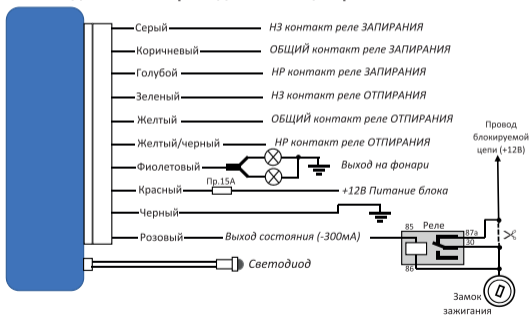 Серый НЗ контакт реле ЗАПИРАНИЯ
Коричневый ОБЩИЙ контакт реле ЗАПИРАНИЯ
Голубой НР контакт реле ЗАПИРАНИЯ
Зеленый НЗ контакт реле ОТПИРАНИЯ
Желтый ОБЩИЙ контакт реле ОТПИРАНИЯ
Желтый/черный НР контакт реле ОТПИРАНИЯ
Фиолетовый Выход на фонари
Красный Пр.15А +12В Питание блока
Черный
Розовый Выход состояния (-300мА)
Светодиод
Провод
блокируемой
цепи (+12В)
85 Реле 87а
30
86
Замок
зажигания